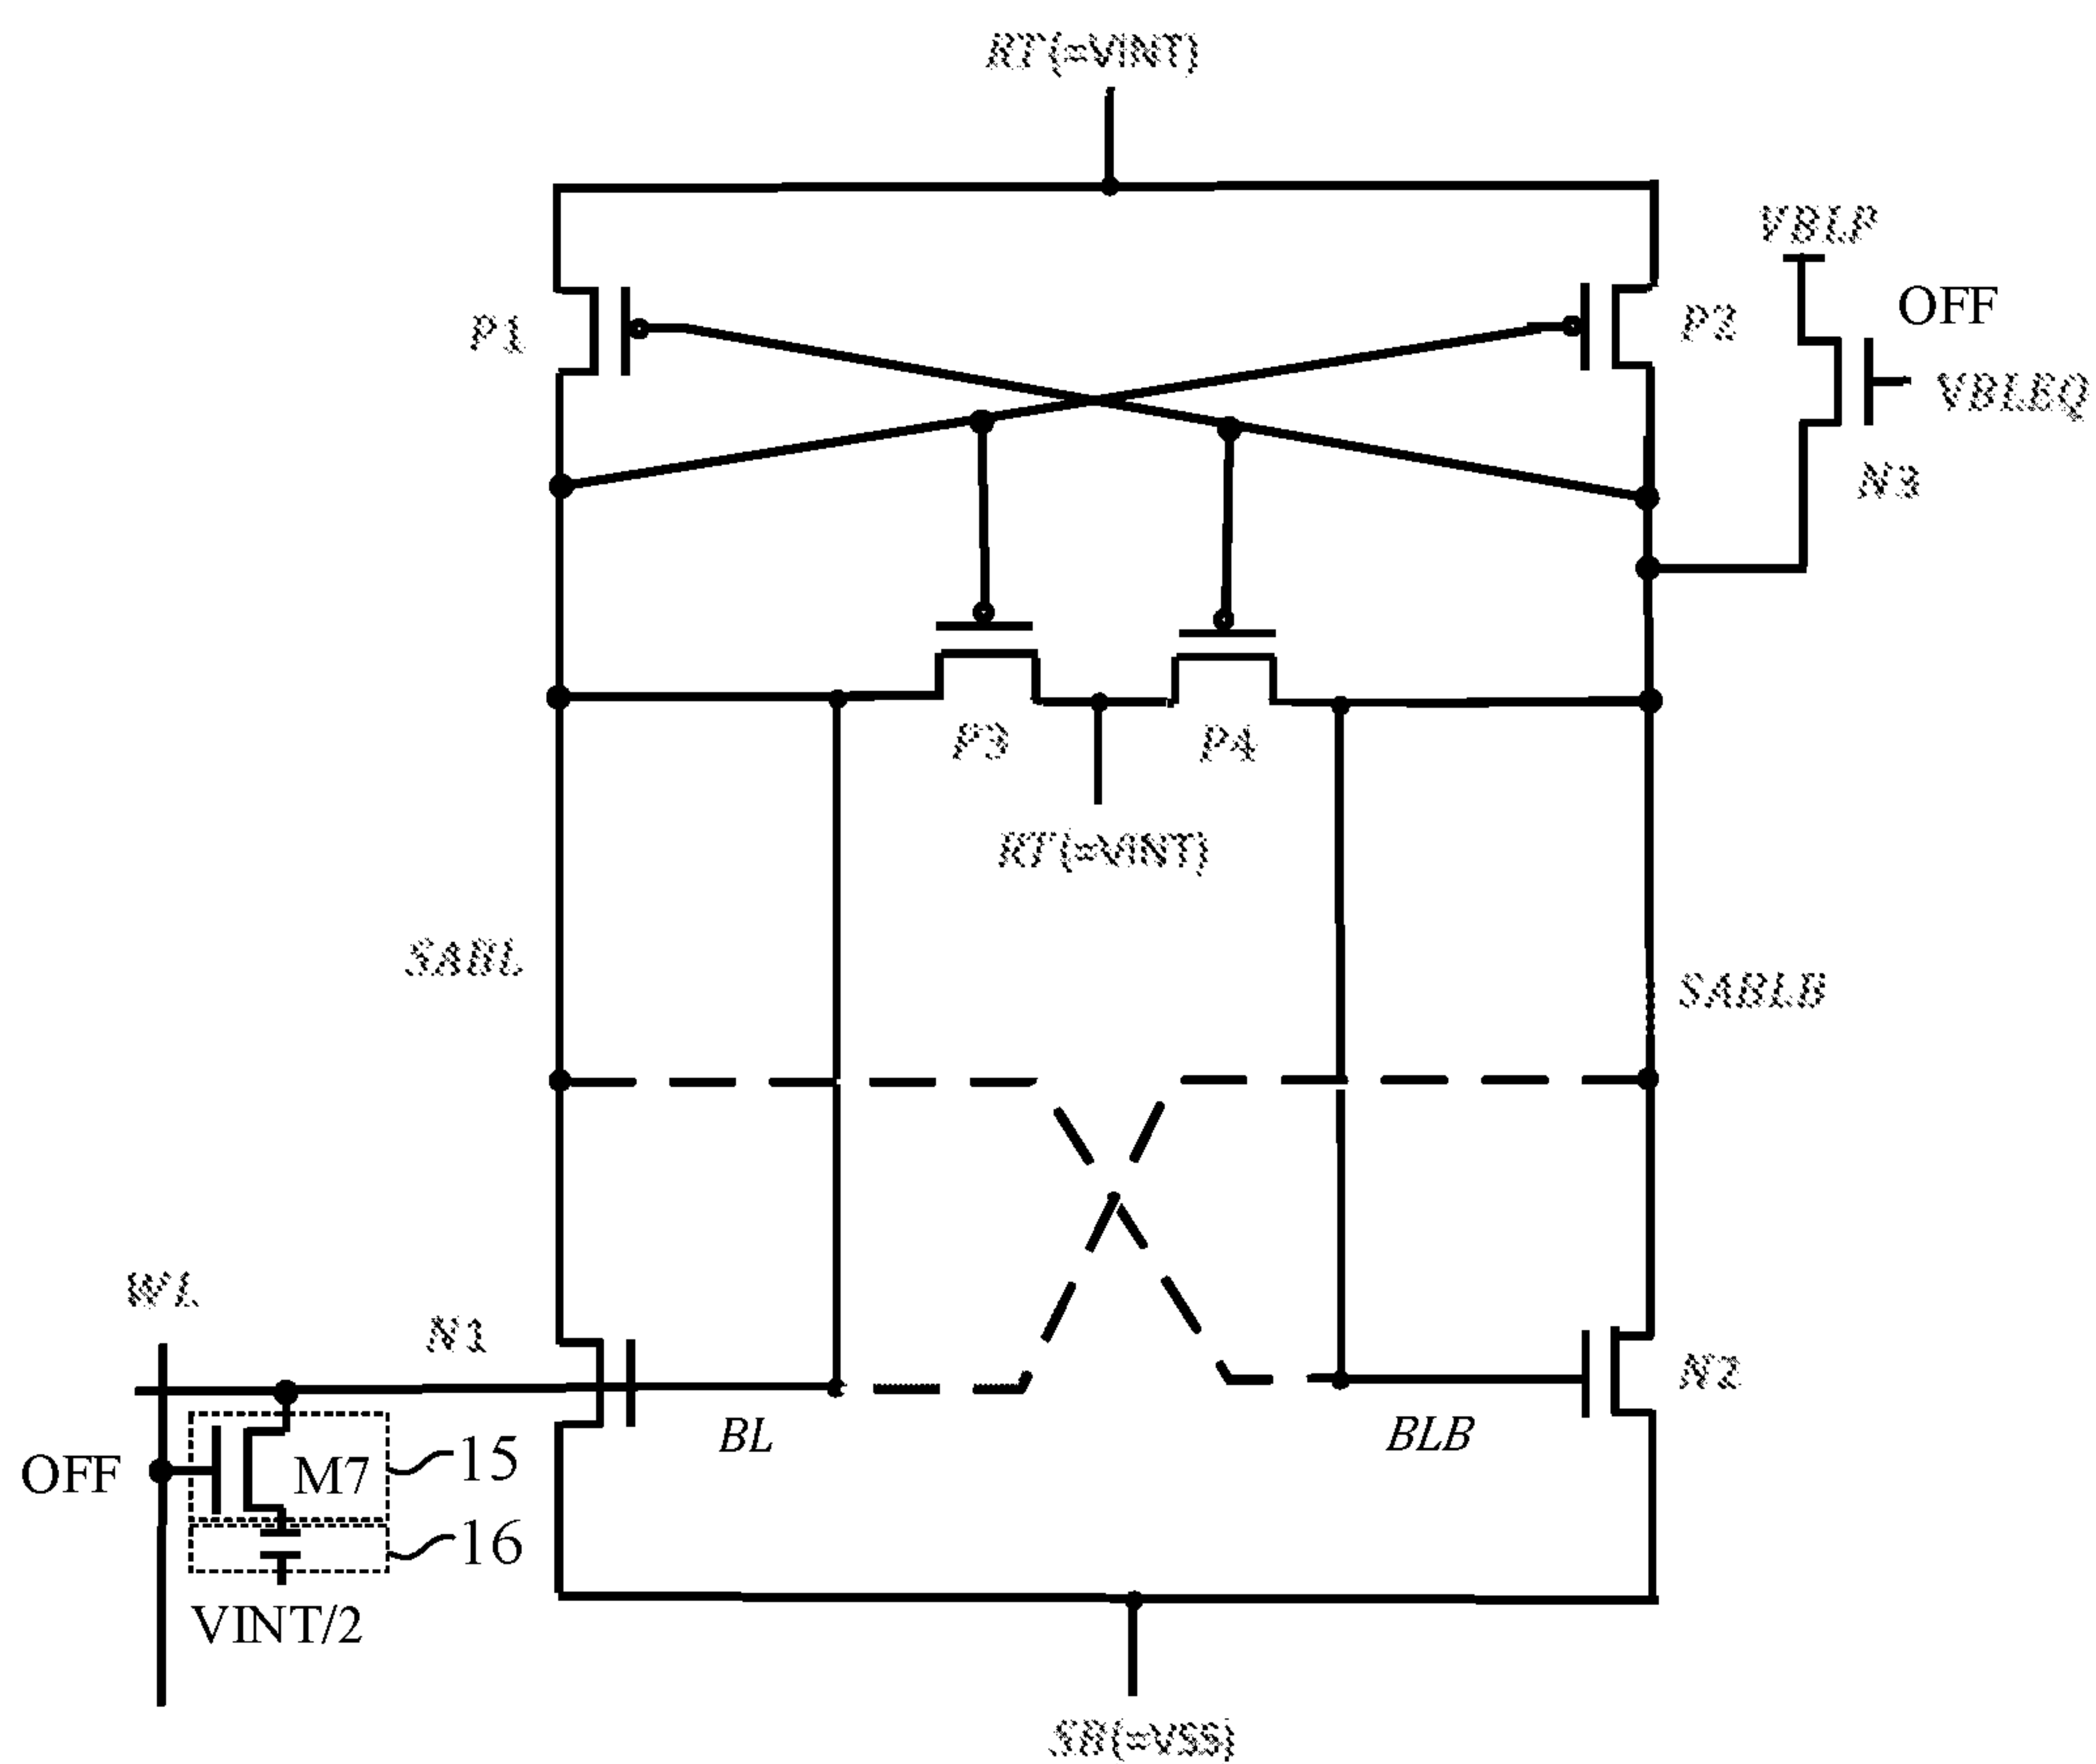 RT(=VINT)
VBLP
OFF
P1
P2
VBLEQ
N3
P3
P4
RT(=VINT)
SABL
SABLB
WL
N1
N2
BL
BLB
OFF
M7
15
16
VINT/2
SB(=VSS)